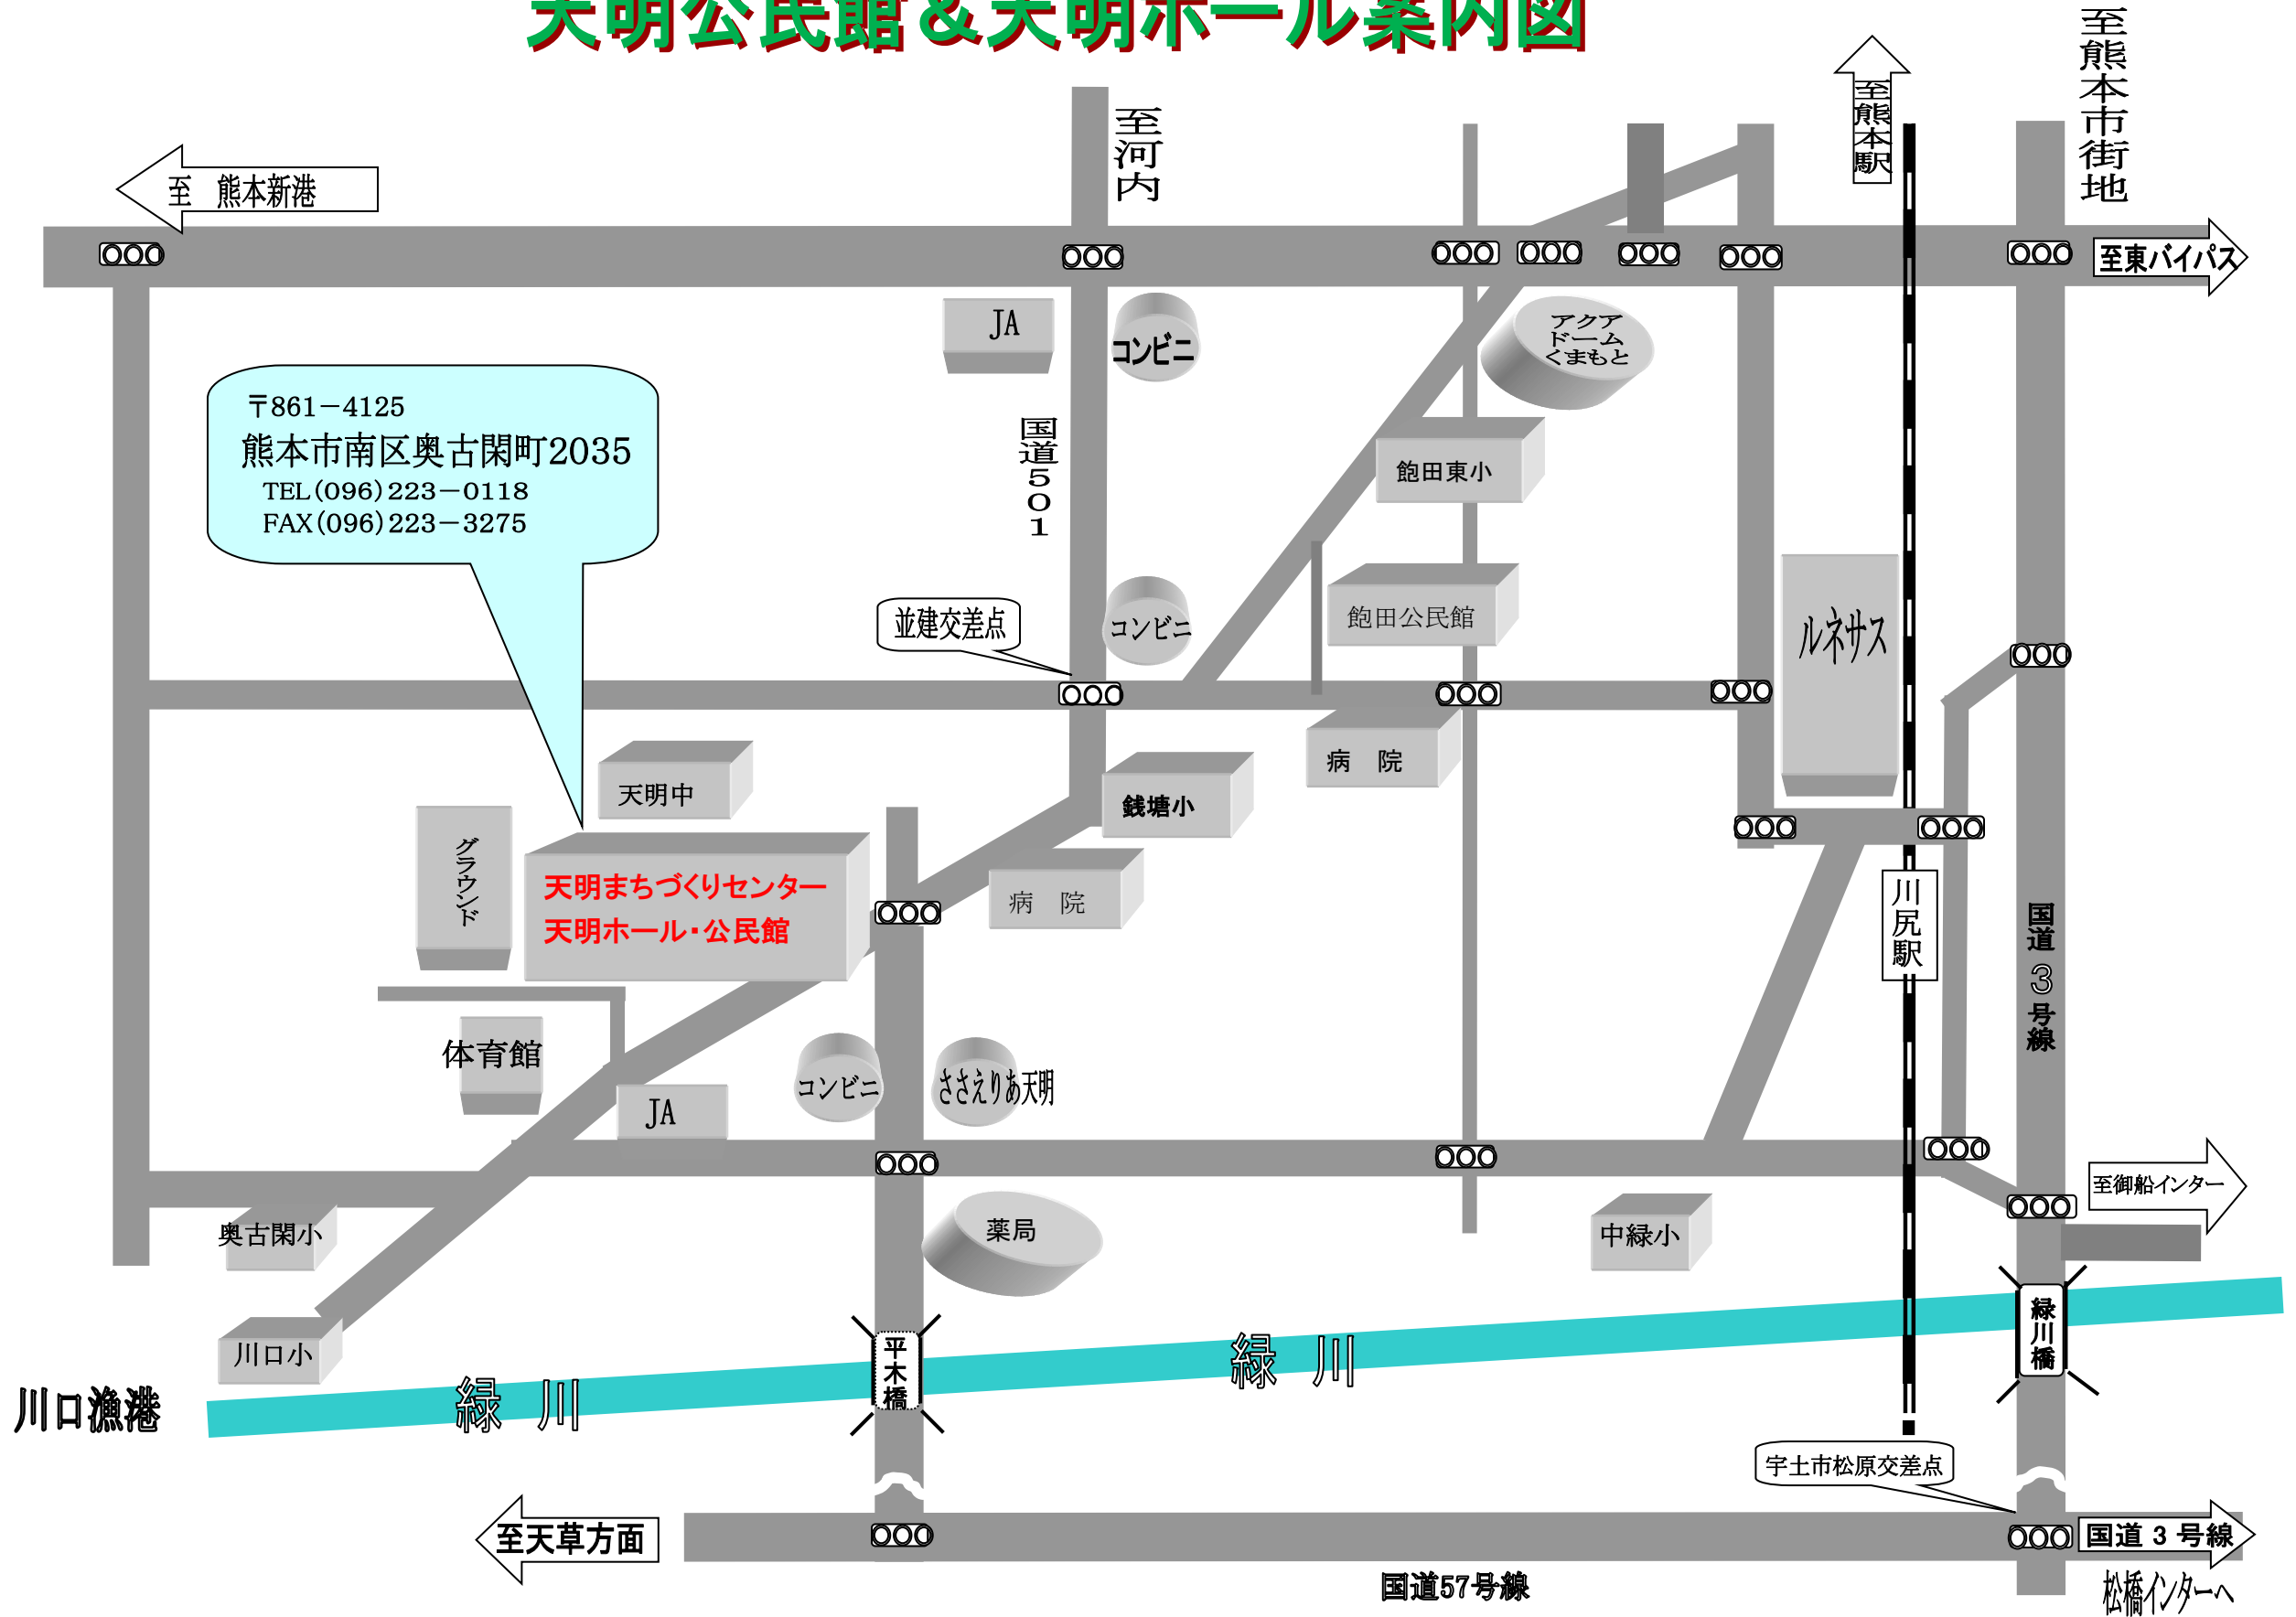 天明公民館＆天明ホール案内図
至熊本市街地
至熊本駅
至河内
至　熊本新港
至東バイパス
JA
コンビニ
アクア
ドーム
くまもと
〒861－4125
熊本市南区奥古閑町2035
TEL(096)223－0118
FAX(096)223－3275
国道501
飽田東小
飽田公民館
並建交差点
コンビニ
ルネサス
病　院
天明中
銭塘小
グラウンド
天明まちづくりセンター
天明ホール・公民館
病　院
川尻駅
国道３号線
体育館
コンビニ
ささえりあ天明
JA
至御船インター
奥古閑小
薬局
中緑小
川口小
平木橋
緑川橋
緑　川
緑　川
川口漁港
宇土市松原交差点
至天草方面
国道３号線
国道57号線
松橋インターへ